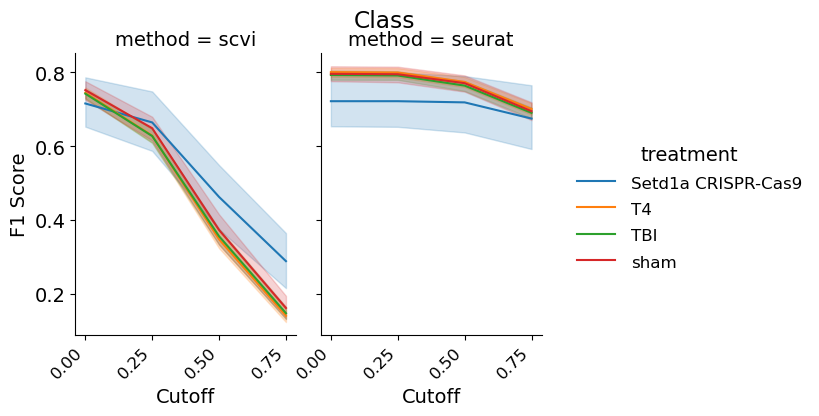 Class
method = scvi
method = seurat
F1 Score
0.8
0.6
0.4
0.2
0.00
0.25
0.50
0.75
Cutoff
0.00
0.25
0.50
0.75
Cutoff
treatment
Setd1a CRISPR-Cas9
T4
TBI
sham